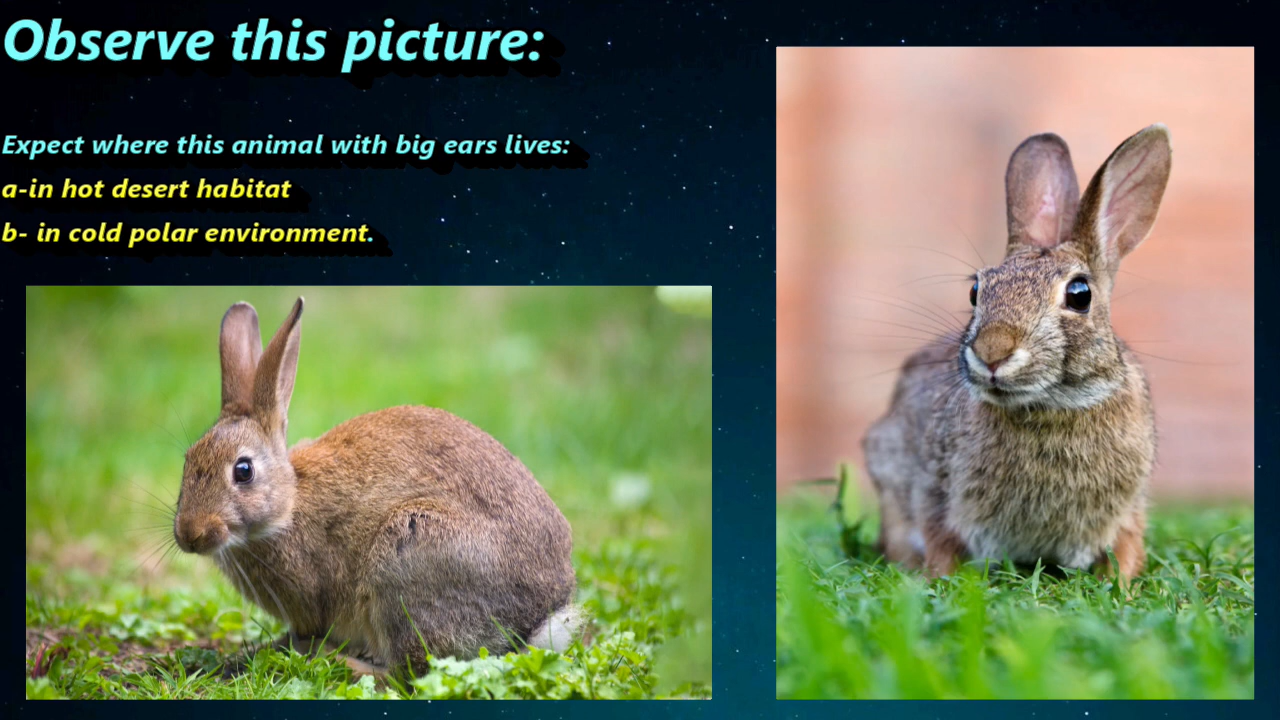 Observe this picture:
Expect where this animal with big ears lives:
a-in hot desert habitat
b- in cold polar environment.